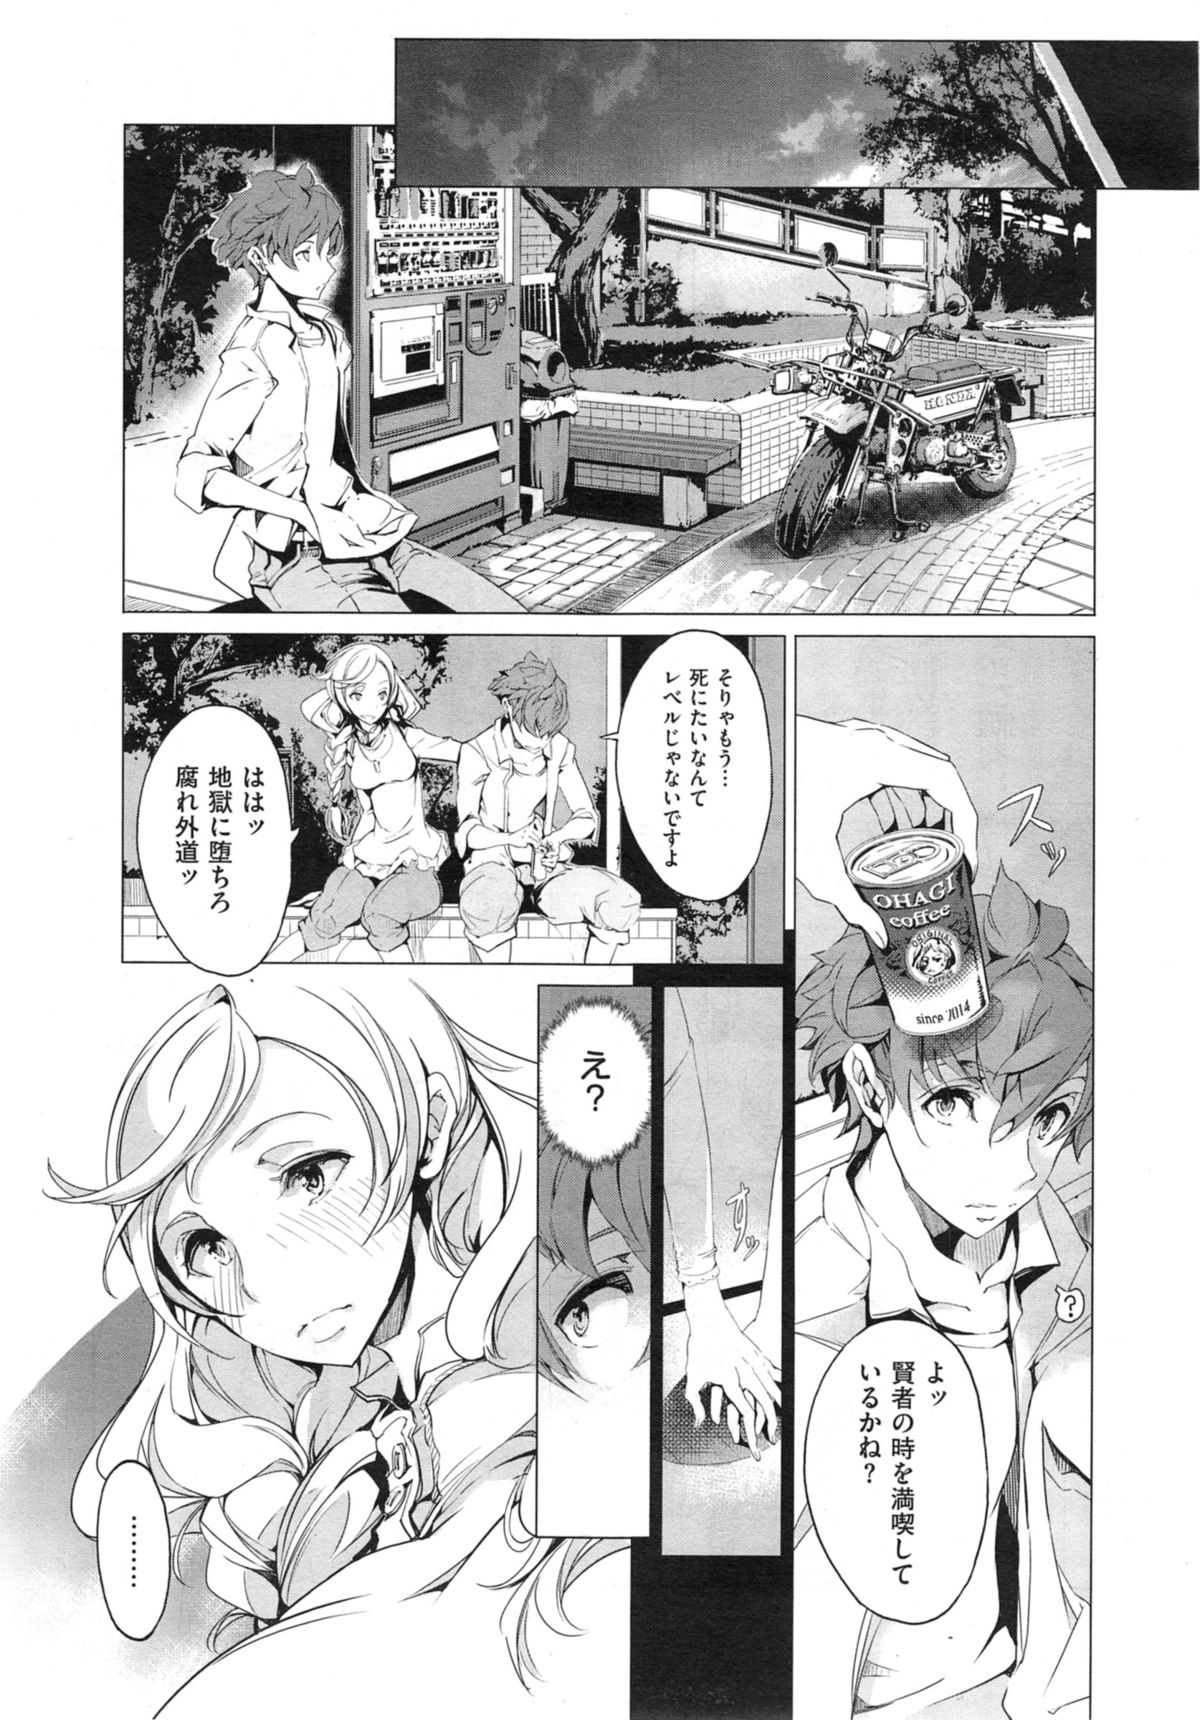 HONDA
スッ
OHAGI
coffee
ORIGINAL
COFFEE
since 2014
?
よッ
賢者の時を満喫して
いるかね?
そりゃもう…
死にたいなんて
レベルじゃないですよ
ははッ
地獄に堕ちろ
腐れ外道ッ
すッ
え?
………